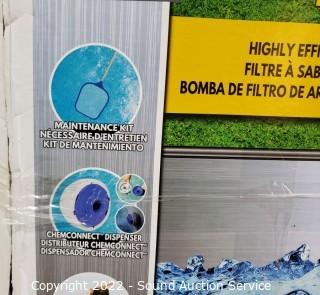 HIGHLY EFFI
FILTRE À SAB
BOMBA DE FILTRO DE AR
MAINTENANCE KIT
NÉCESSAIRE D'ENTRETIEN
KIT DE MANTENIMIENTO
CHEMCONNECT™ DISPENSER
DISTRIBUTEUR CHEMCONNECT™
DISPENSADOR CHEMCONNECT™
Copyright 2022 - Sound Auction Service